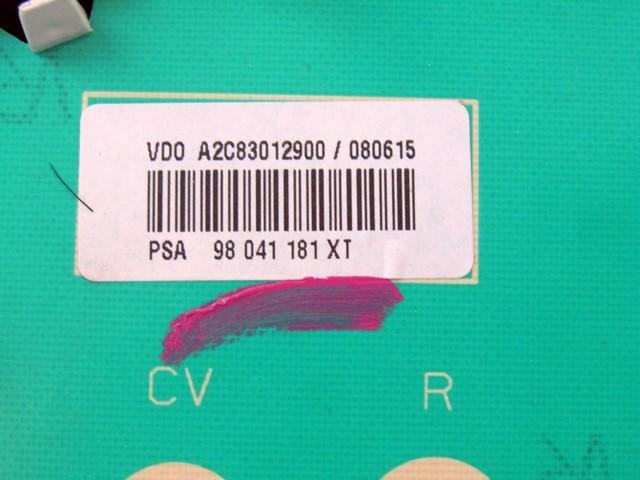 VDO A2C83012900 / 080615
PSA 98 041 181 XT
CV R